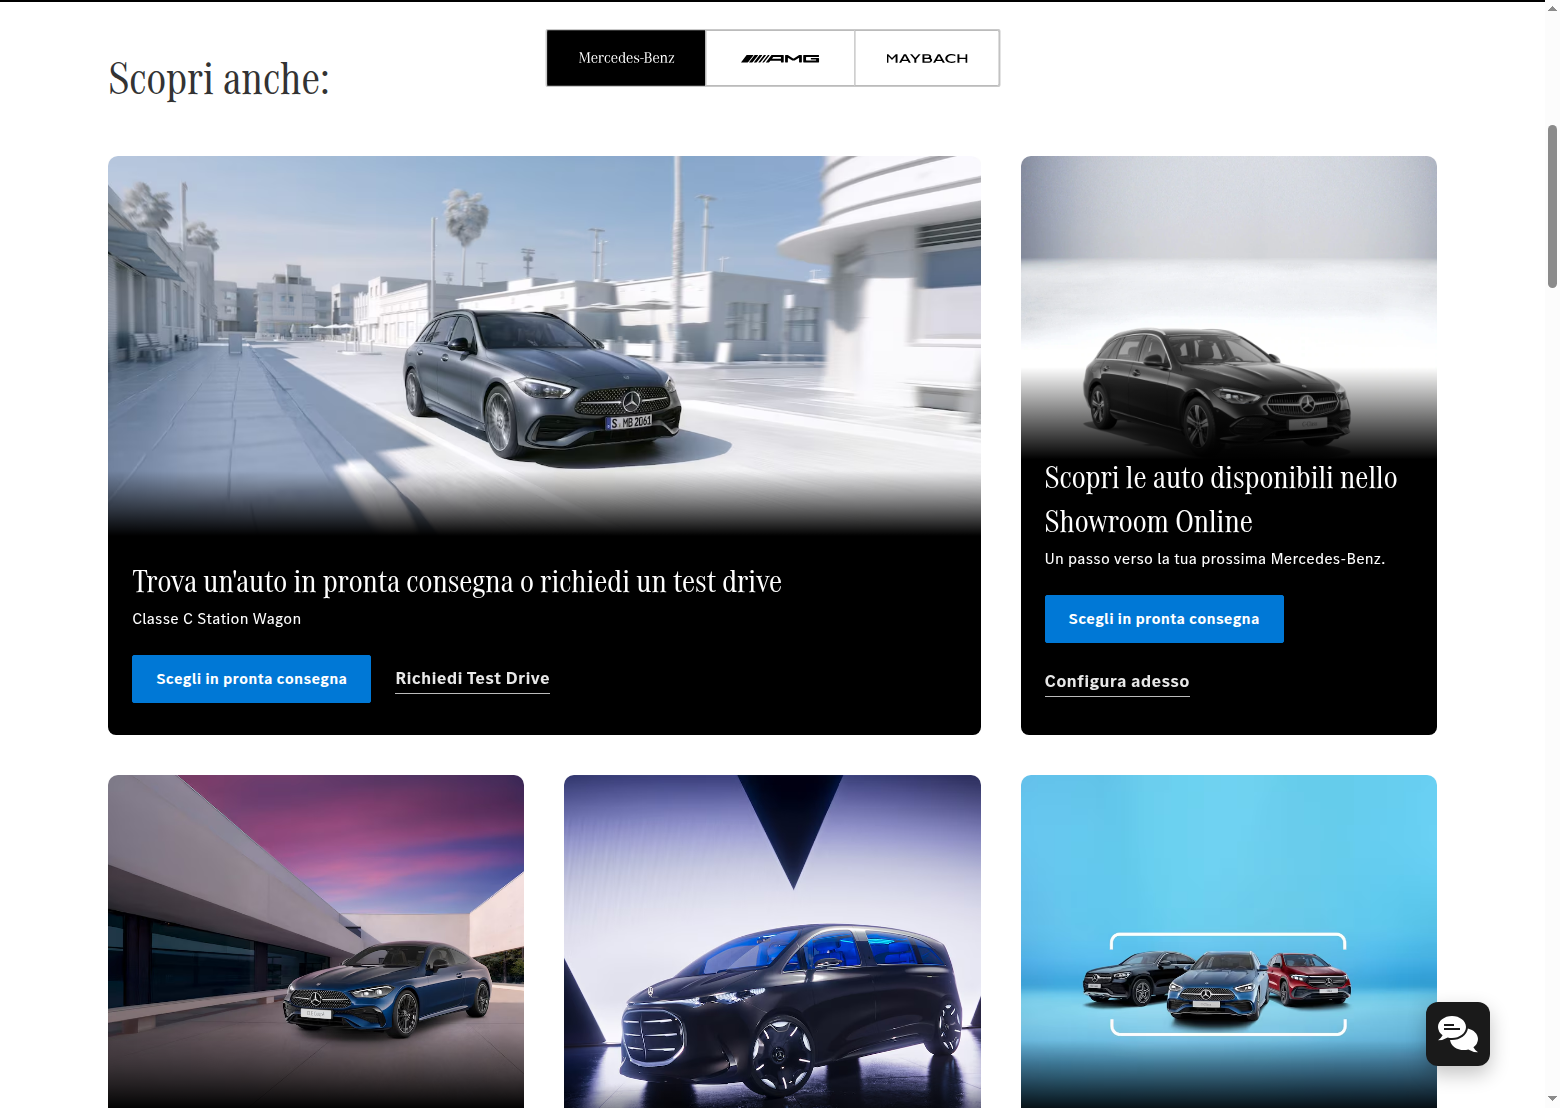 Scopri anche:
Mercedes-Benz
AMG
MAYBACH
S MB 2061
Trova un'auto in pronta consegna o richiedi un test drive
Classe C Station Wagon
Scegli in pronta consegna
Richiedi Test Drive
Scopri le auto disponibili nello
Showroom Online
Un passo verso la tua prossima Mercedes-Benz.
Scegli in pronta consegna
Configura adesso